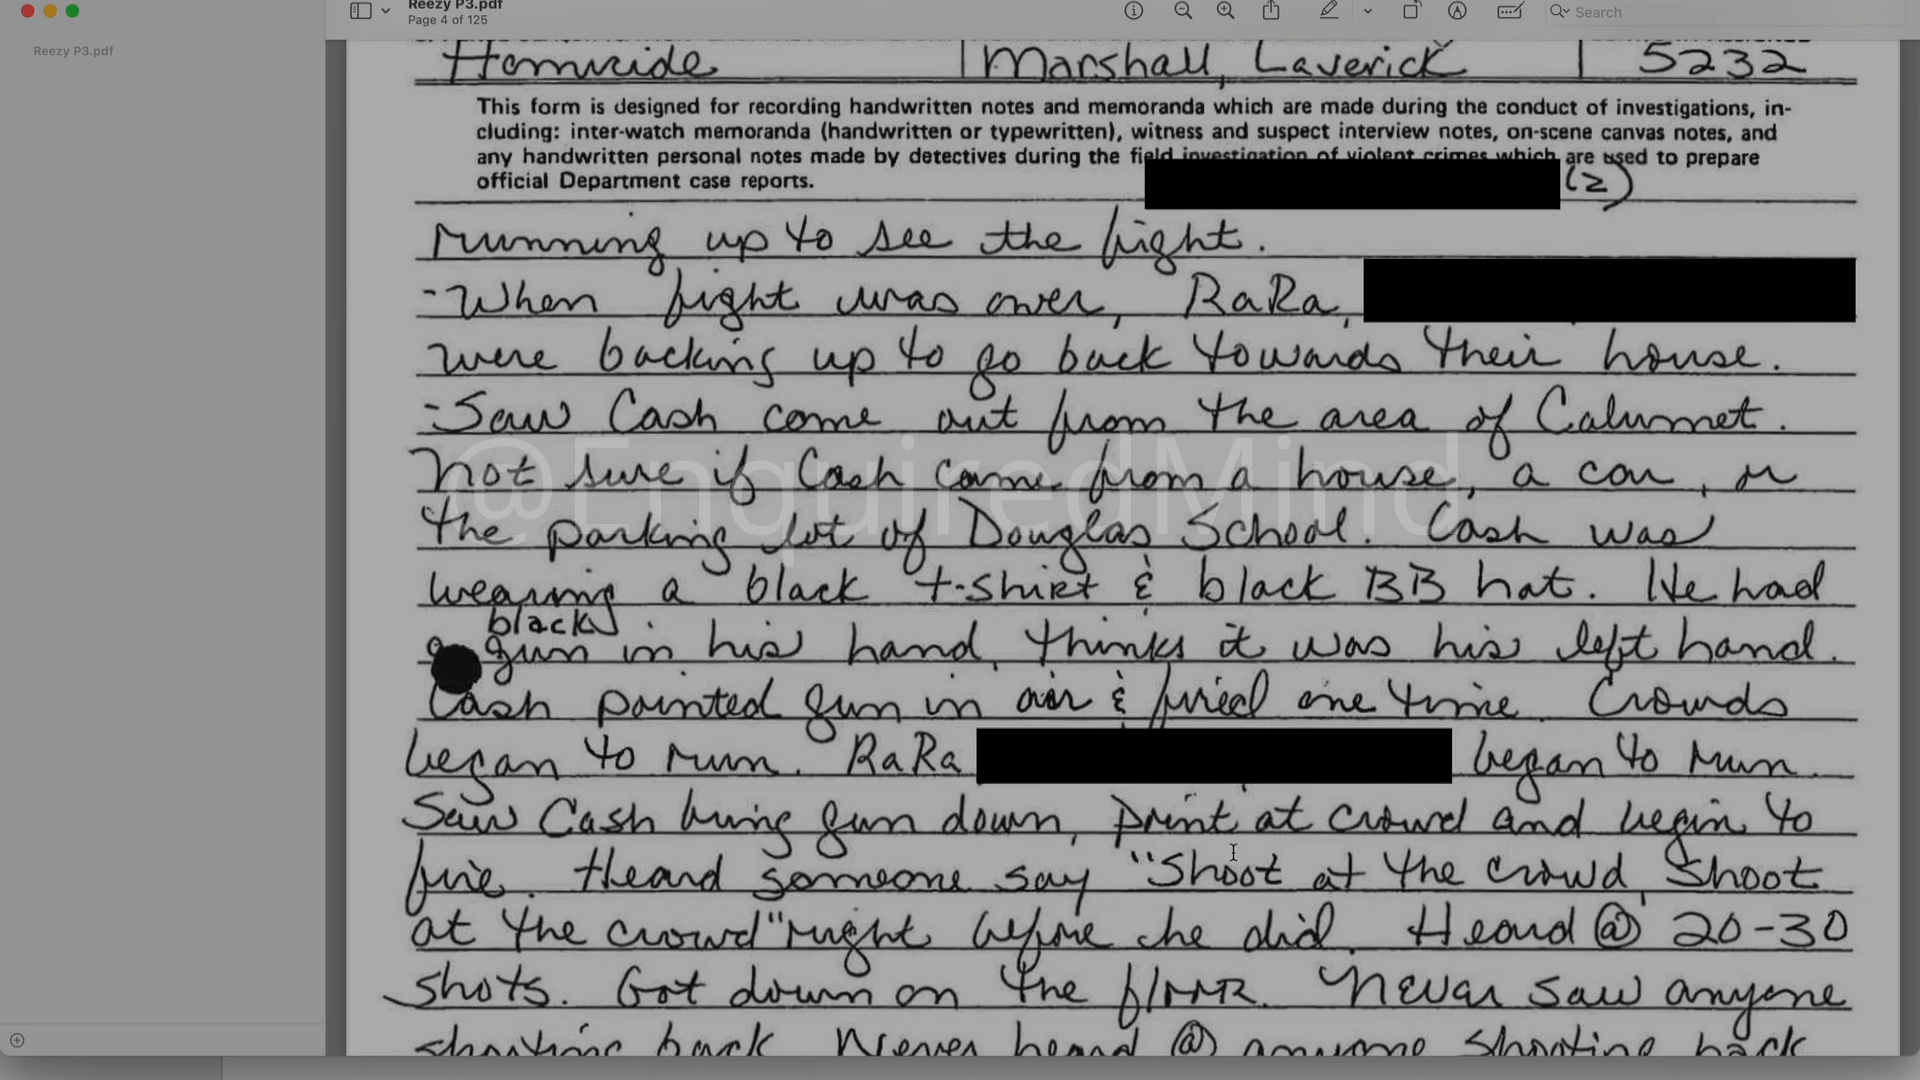 Reezy P3.pdf
Page 4 of 125
Search
Reezy P3.pdf
Homicide Marshall, Laverick 5232
This form is designed for recording handwritten notes and memoranda which are made during the conduct of investigations, in-
cluding: inter-watch memoranda (handwritten or typewritten), witness and suspect interview notes, on-scene canvas notes, and
any handwritten personal notes made by detectives during the field investigation of violent crimes which are used to prepare
official Department case reports.
(2)
running up to see the fight.
-When fight was over, RaRa,
were backing up to go back towards their house.
-Saw Cash come out from the area of Calumet.
Not sure if Cash came from a house, a car, or
the parking lot of Douglas School. Cash was
wearing a black t-shirt & black BB hat. He had
black
a gun in his hand, thinks it was his left hand.
Cash pointed gun in air & fired one time. Crowds
began to run. RaRa began to run.
Saw Cash bring gun down, point at crowd and begin to
fire. Heard someone say "Shoot at the crowd, Shoot
at the crowd" right before he did. Heard @ 20-30
shots. Got down on the floor. Never saw anyone
shooting back. Never heard @ anyone shooting back
@EnquiredMind